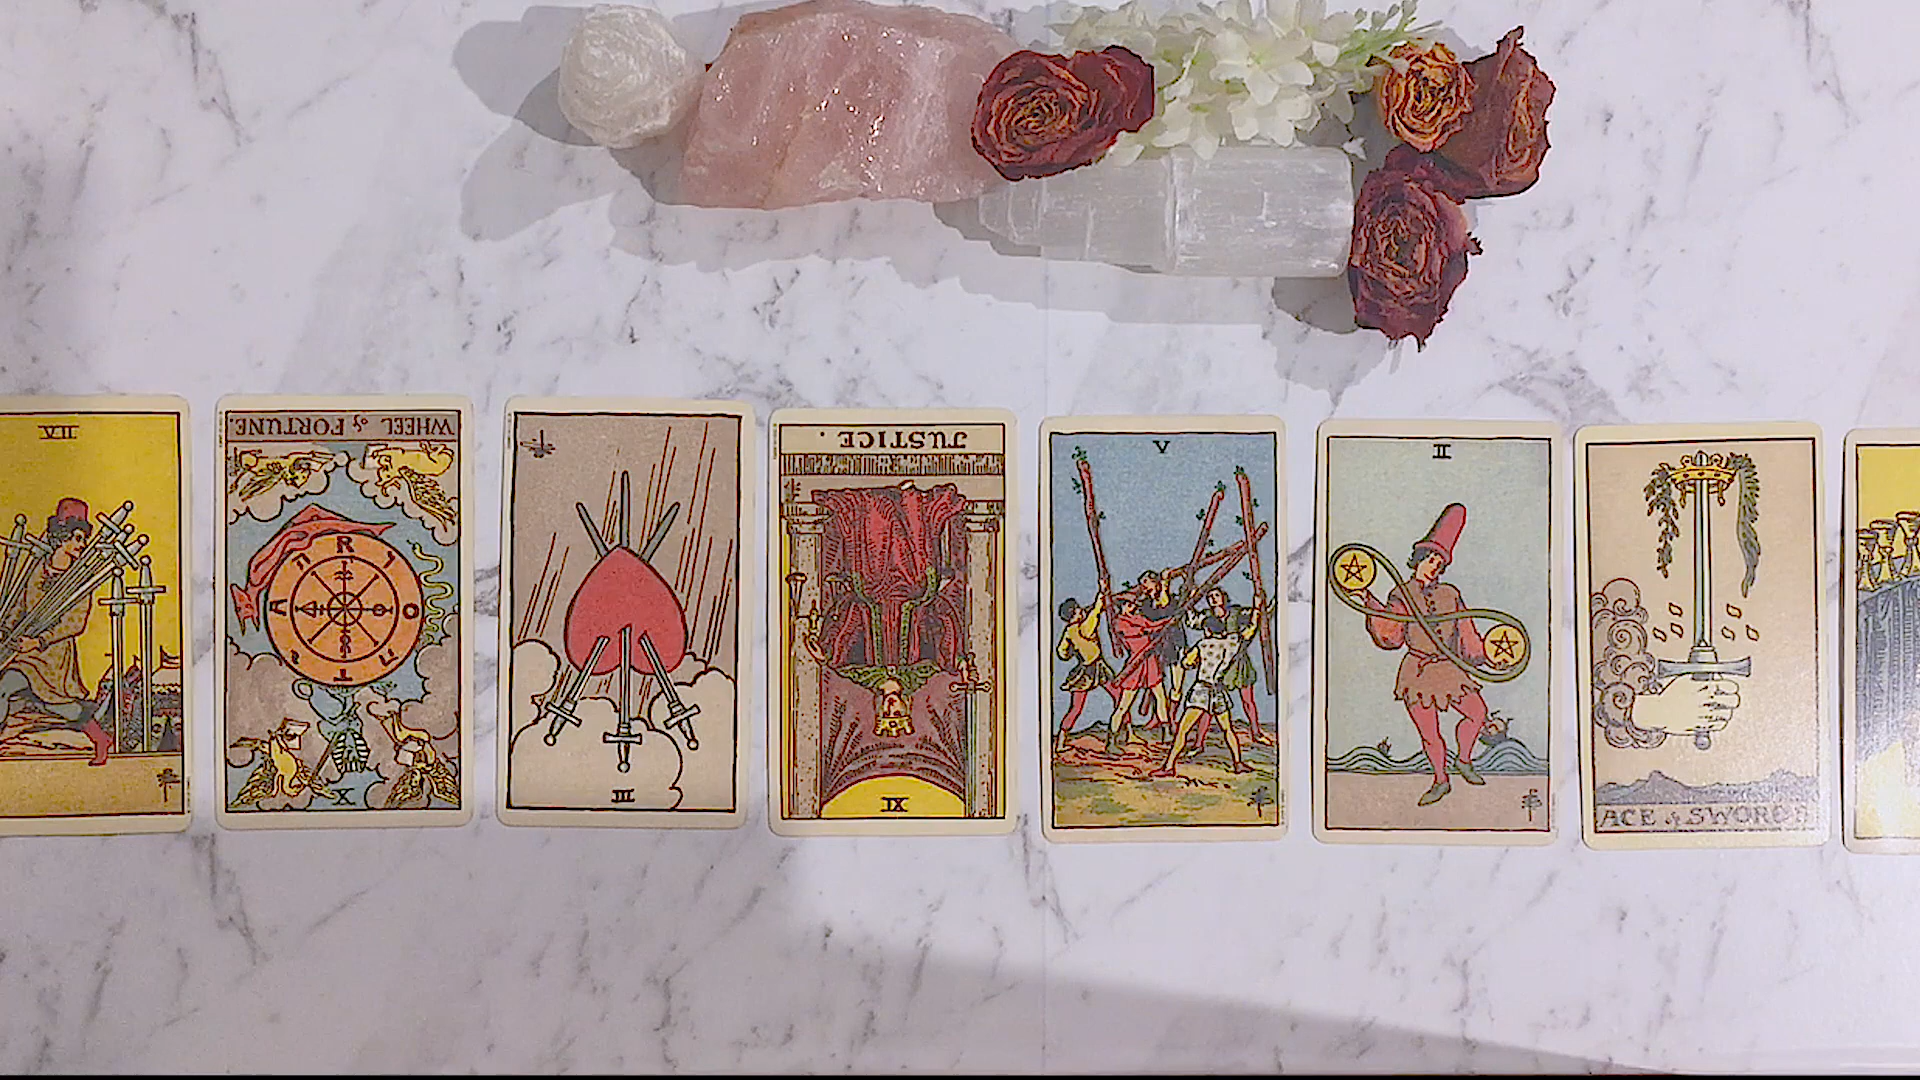 VII
WHEEL of FORTUNE.
R
O
T
A
X
III
JUSTICE.
XI
V
II
ACE of SWORDS